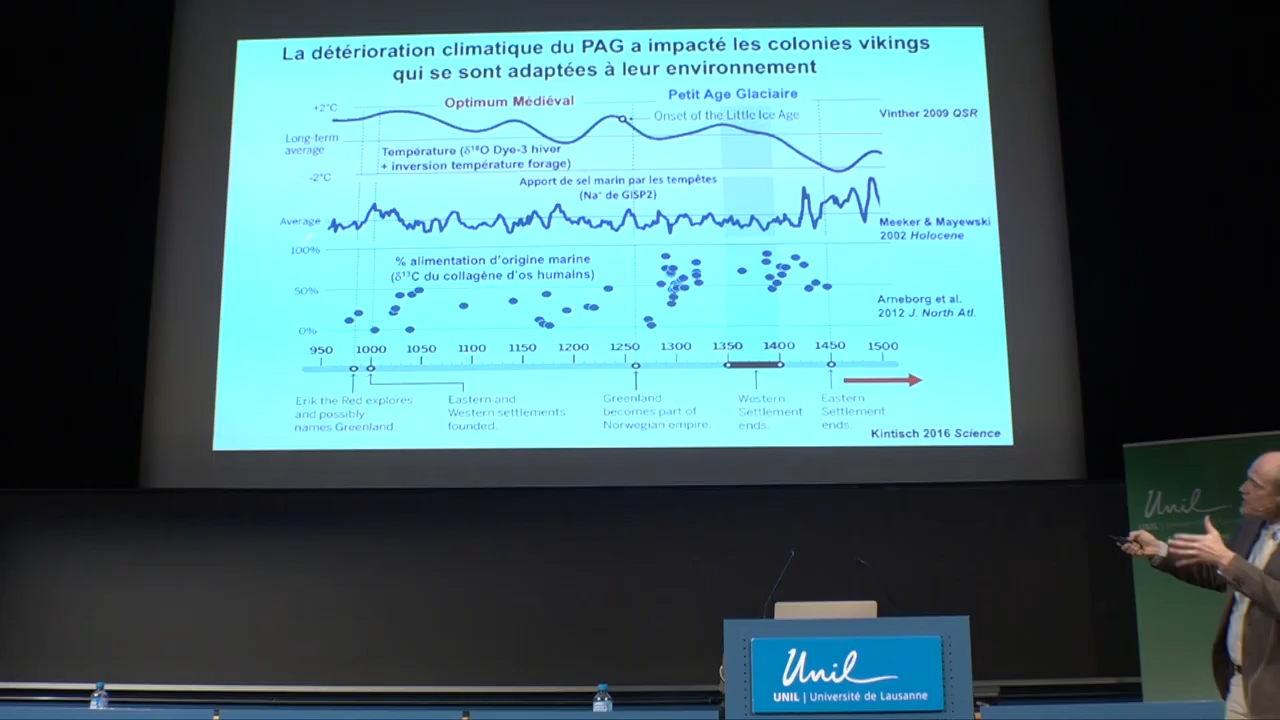 La détérioration climatique du PAG a impacté les colonies vikings
qui se sont adaptées à leur environnement
Optimum Médiéval
Petit Age Glaciaire
+2°C
Onset of the Little Ice Age
Vinther 2009 QSR
Long-term
average
Température (δ¹⁸O Dye-3 hiver
+ inversion température forage)
-2°C
Apport de sel marin par les tempêtes
(Na⁺ de GISP2)
Average
Meeker & Mayewski
2002 Holocene
100%
% alimentation d'origine marine
(δ¹³C du collagène d'os humains)
50%
Arneborg et al.
2012 J. North Atl.
0%
950 1000 1050 1100 1150 1200 1250 1300 1350 1400 1450 1500
Erik the Red explores
and possibly
names Greenland.
Eastern and
Western settlements
founded.
Greenland
becomes part of
Norwegian empire.
Western
Settlement
ends.
Eastern
Settlement
ends.
Kintisch 2016 Science
Unil
UNIL |
Unil
UNIL | Université de Lausanne